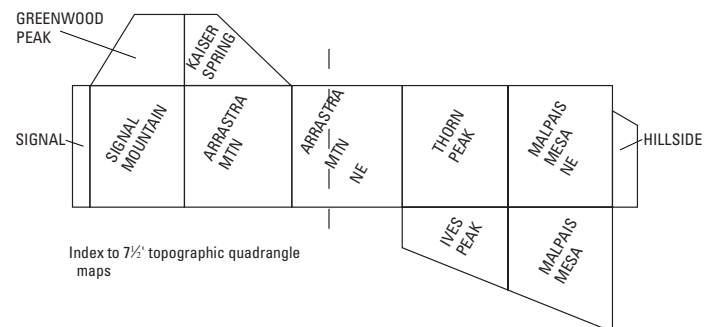 GREENWOOD
PEAK
KAISER
SPRING
SIGNAL
SIGNAL
MOUNTAIN
ARRASTRA
MTN
ARRASTRA
MTN
NE
THORN
PEAK
MALPAIS
MESA
NE
HILLSIDE
IVES
PEAK
MALPAIS
MESA
Index to 7½' topographic quadrangle
maps